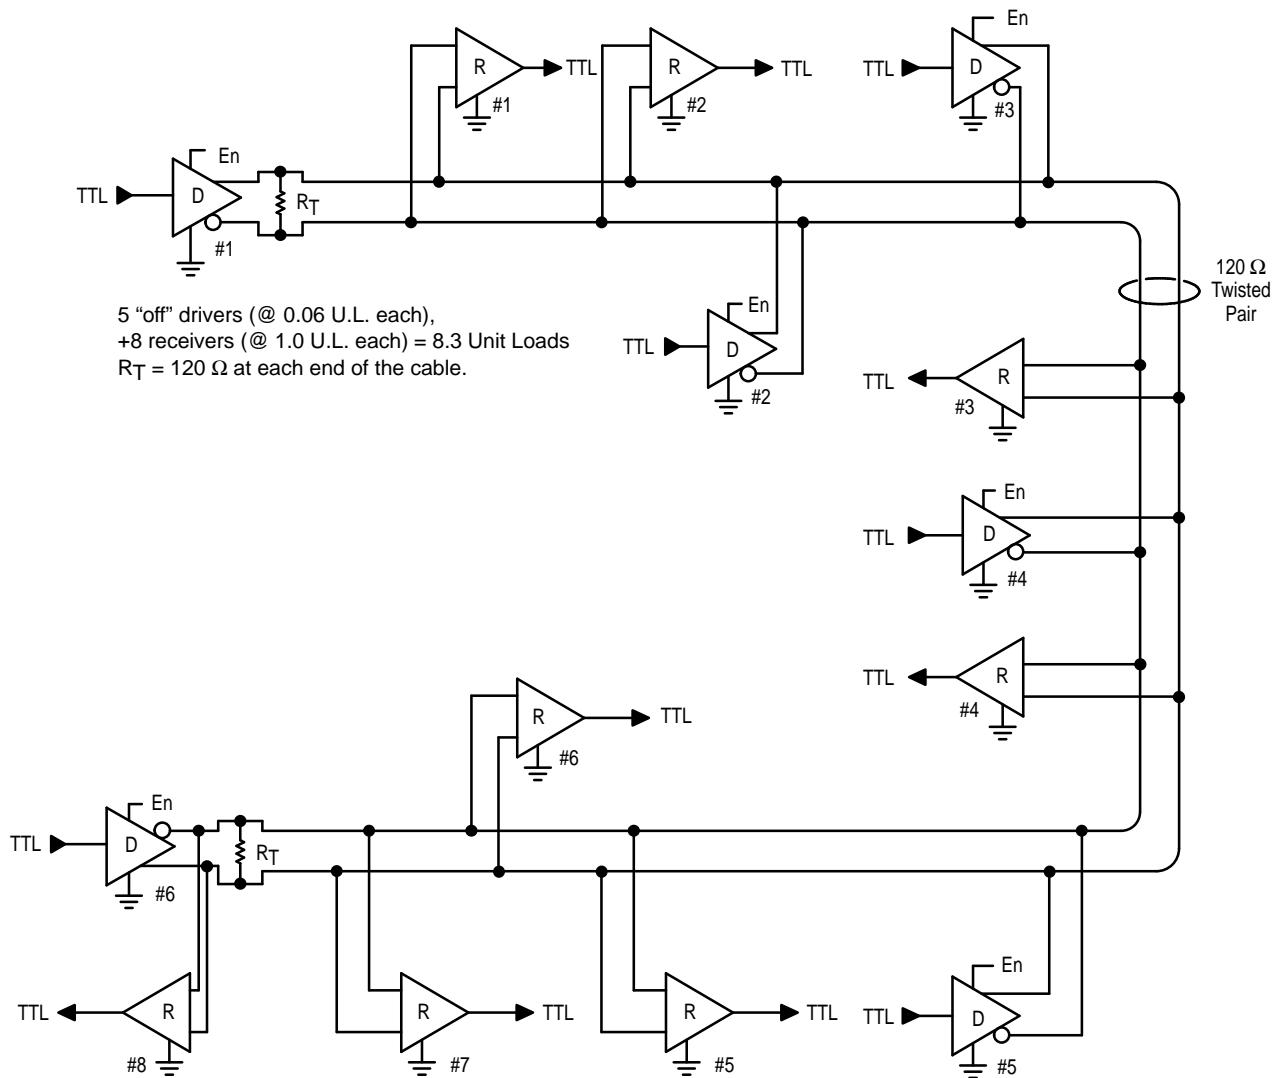 En
TTL
R
#1
TTL
R
#2
TTL
D
#3
En
TTL
D
#1
RT
120 Ω
Twisted
Pair
5 “off” drivers (@ 0.06 U.L. each),
+8 receivers (@ 1.0 U.L. each) = 8.3 Unit Loads
RT = 120 Ω at each end of the cable.
En
TTL
D
#2
TTL
R
#3
En
TTL
D
#4
TTL
R
#4
R
TTL
#6
En
TTL
D
#6
RT
En
TTL
R
#8
R
TTL
#7
R
TTL
#5
TTL
D
#5